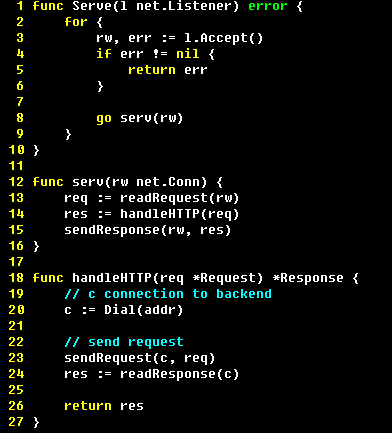 1 func Serve(l net.Listener) error {
2     for {
3         rw, err := l.Accept()
4         if err != nil {
5             return err
6         }
7
8         go serv(rw)
9     }
10 }
11
12 func serv(rw net.Conn) {
13     req := readRequest(rw)
14     res := handleHTTP(req)
15     sendResponse(rw, res)
16 }
17
18 func handleHTTP(req *Request) *Response {
19     // c connection to backend
20     c := Dial(addr)
21
22     // send request
23     sendRequest(c, req)
24     res := readResponse(c)
25
26     return res
27 }